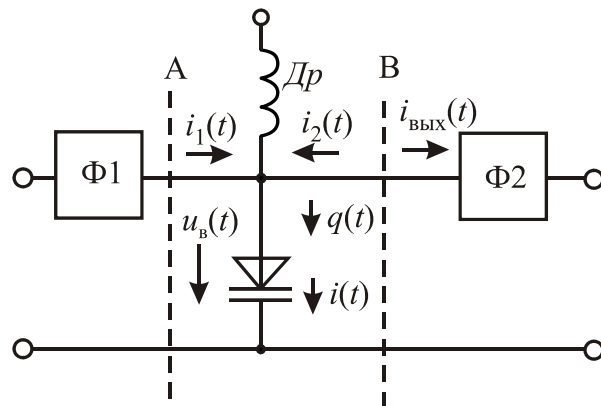 Др
А
В
i₁(t)
i₂(t)
iвых(t)
Ф1
Ф2
uв(t)
q(t)
i(t)